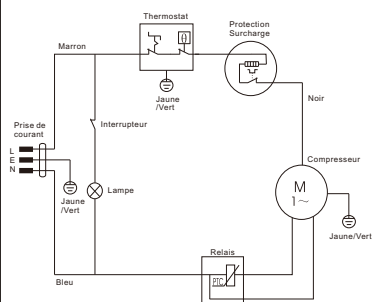 Thermostat
Protection
Surcharge
Marron
Jaune
/Vert
Noir
Prise de
courant
Interrupteur
Compresseur
L
E
N
M
1~
Lampe
Jaune
/Vert
Jaune/Vert
Relais
PTC
Bleu